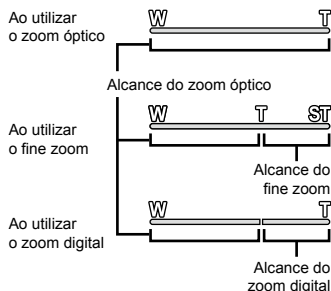 Ao utilizar
o zoom óptico
W T
Alcance do zoom óptico
Ao utilizar
o fine zoom
W T ST
Alcance do
fine zoom
Ao utilizar
o zoom digital
W T
Alcance do
zoom digital